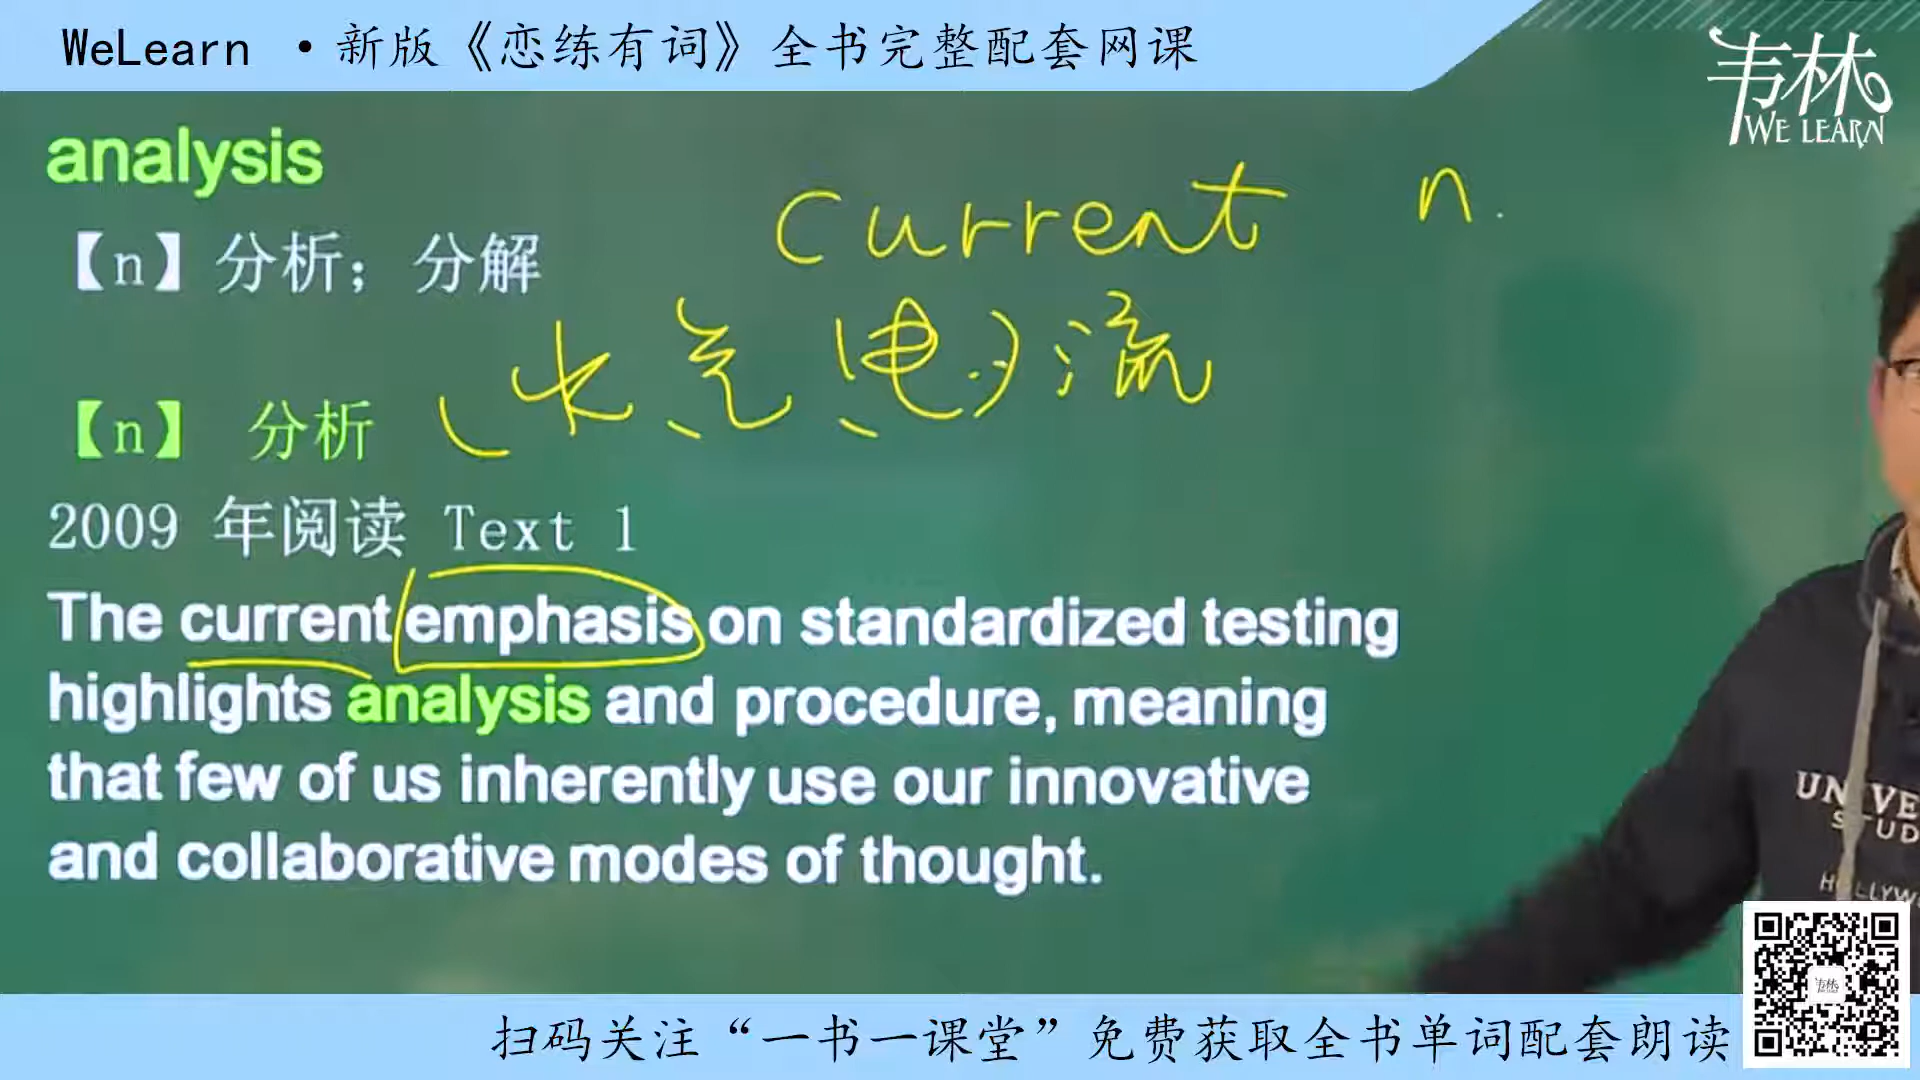 WeLearn ·新版《恋练有词》全书完整配套网课
韦林
WE LEARN
analysis
【n】分析；分解
current n.
(水、气、电)流
【n】 分析
2009 年阅读 Text 1
The current emphasis on standardized testing
highlights analysis and procedure, meaning
that few of us inherently use our innovative
and collaborative modes of thought.
扫码关注“一书一课堂”免费获取全书单词配套朗读
韦林